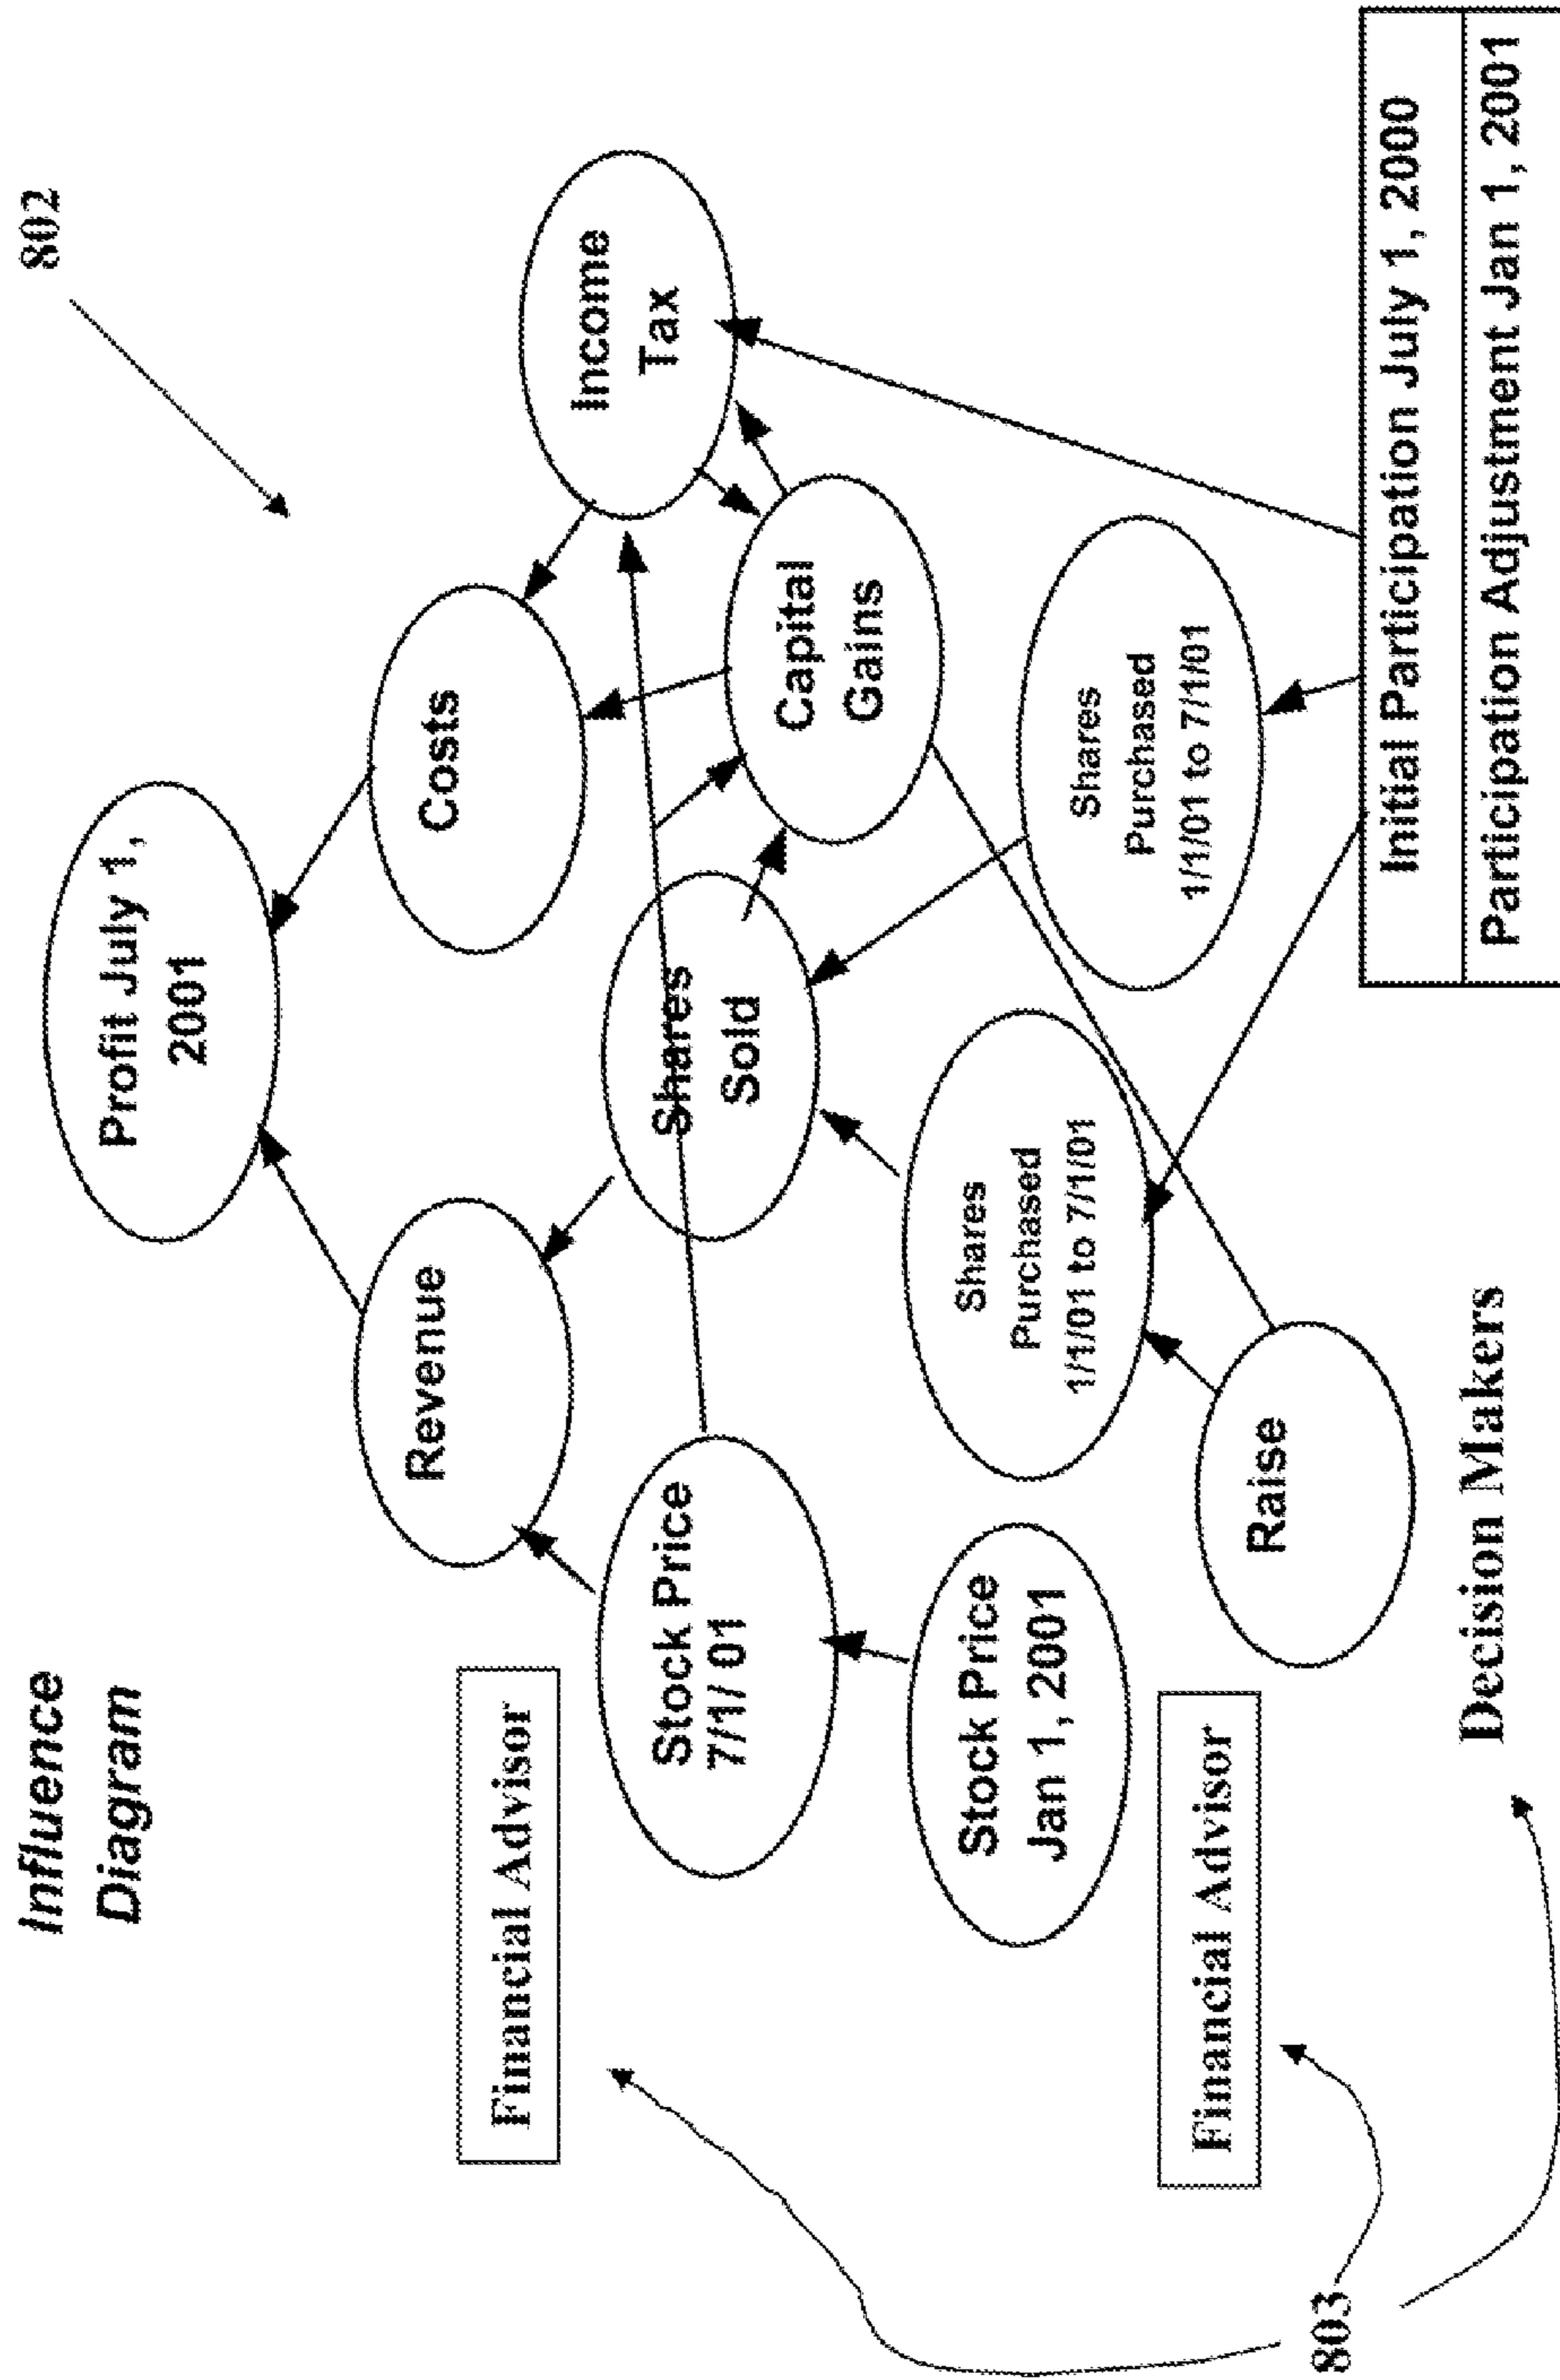 Influence
Diagram
802
Profit July 1,
2001
Financial Advisor
Revenue
Costs
Stock Price
7/1/ 01
Shares
Sold
Income
Tax
Capital
Gains
Stock Price
Jan 1, 2001
Shares
Purchased
1/1/01 to 7/1/01
Shares
Purchased
1/1/01 to 7/1/01
Financial Advisor
Raise
803
Decision Makers
Initial Participation July 1, 2000
Participation Adjustment Jan 1, 2001